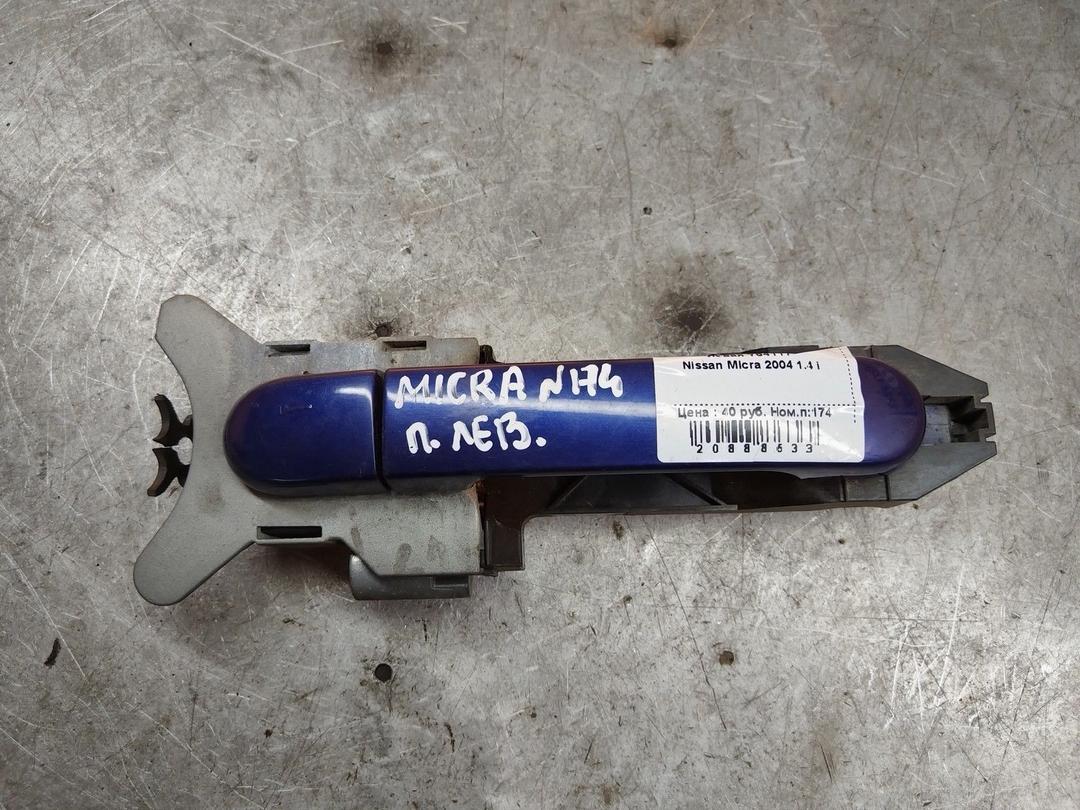 MICRA N174
П. ЛЕВ.
Nissan Micra 2004 1.4 i
Цена : 40 руб. Ном.п:174
20888633